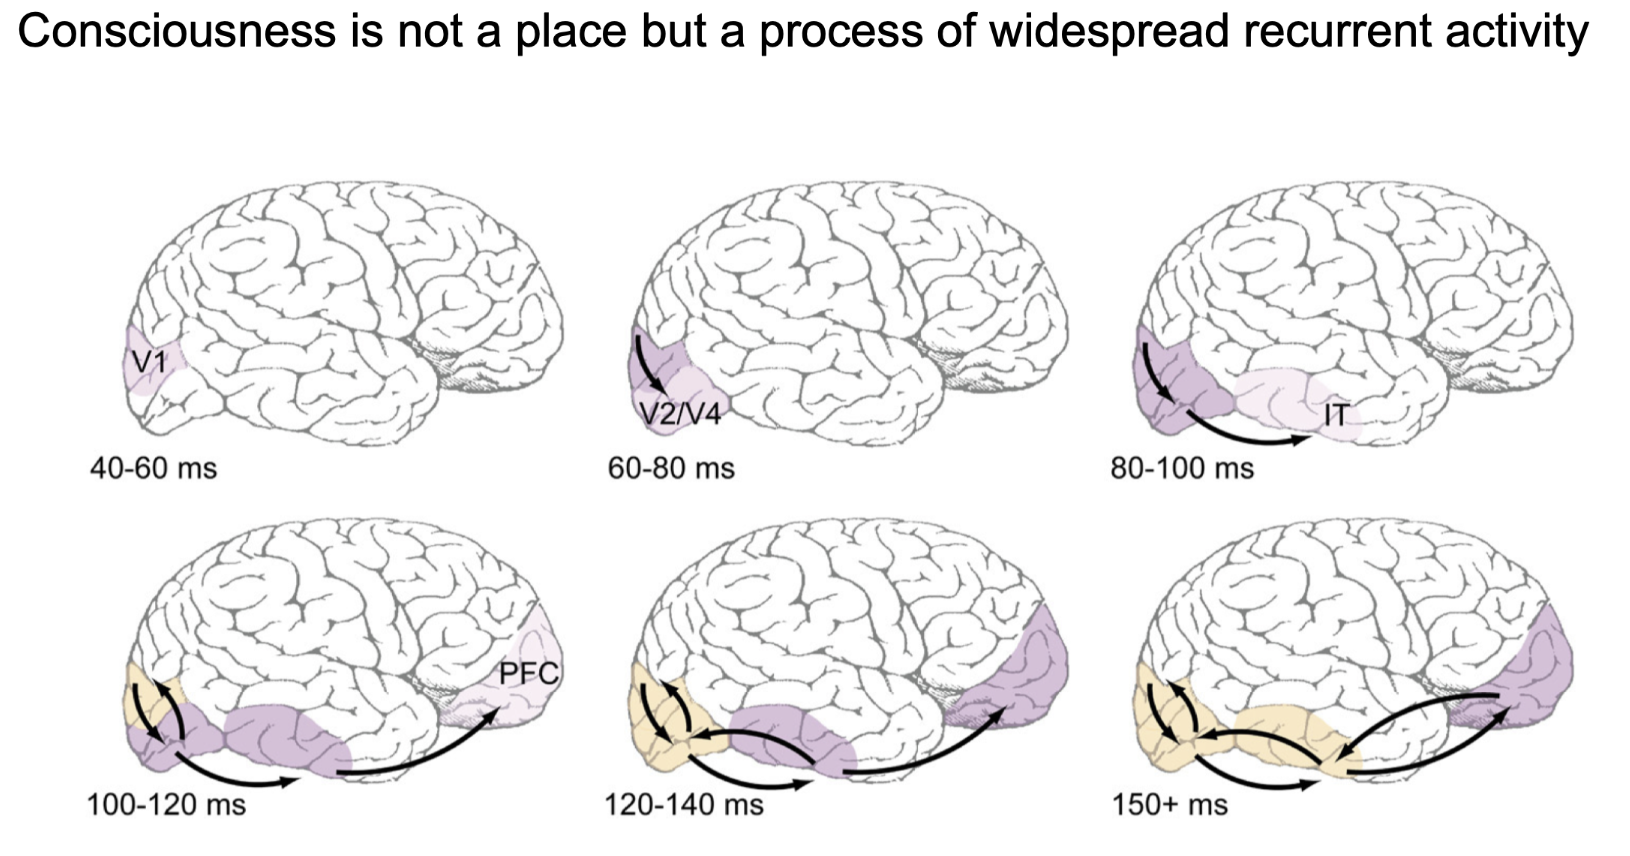 Consciousness is not a place but a process of widespread recurrent activity
V1
40-60 ms
V2/V4
60-80 ms
IT
80-100 ms
PFC
100-120 ms
120-140 ms
150+ ms